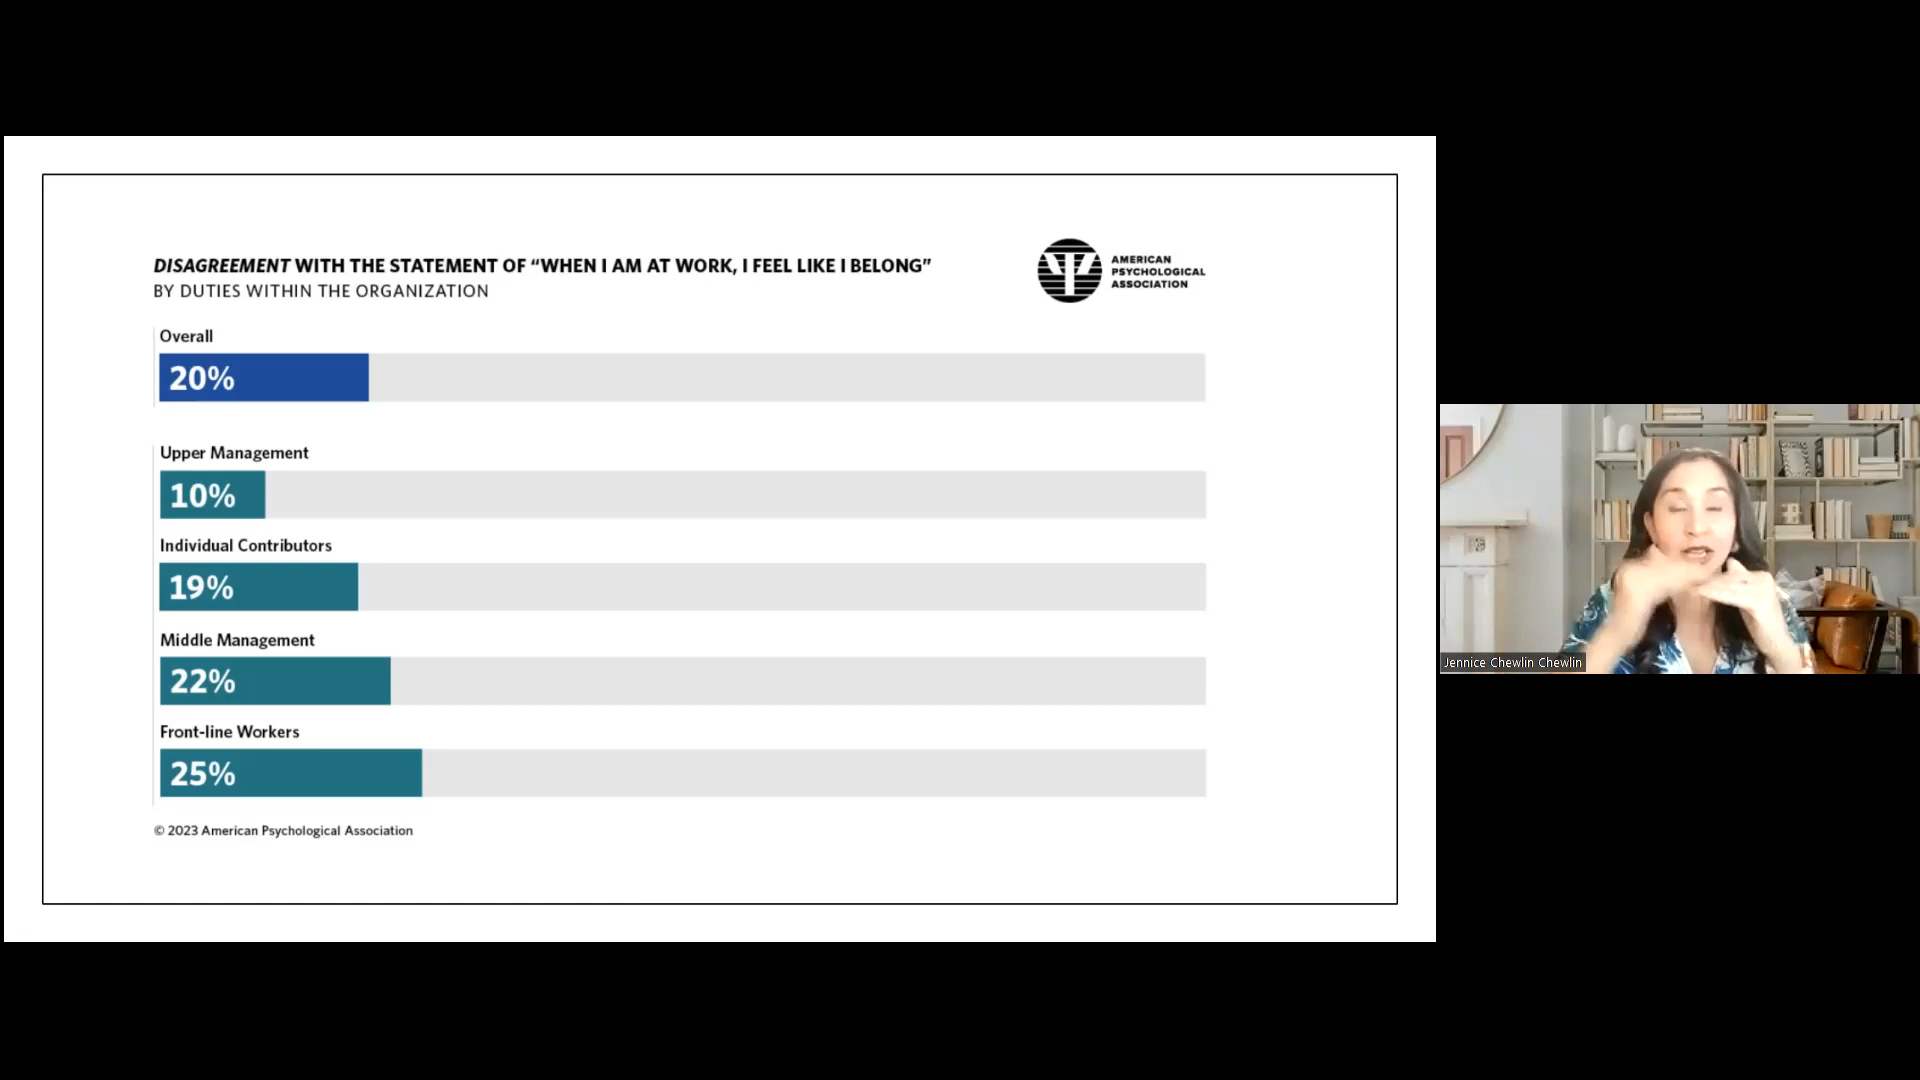 DISAGREEMENT WITH THE STATEMENT OF “WHEN I AM AT WORK, I FEEL LIKE I BELONG”
BY DUTIES WITHIN THE ORGANIZATION
AMERICAN
PSYCHOLOGICAL
ASSOCIATION
Overall
20%
Upper Management
10%
Individual Contributors
19%
Middle Management
22%
Front-line Workers
25%
© 2023 American Psychological Association
Jennice Chewlin Chewlin